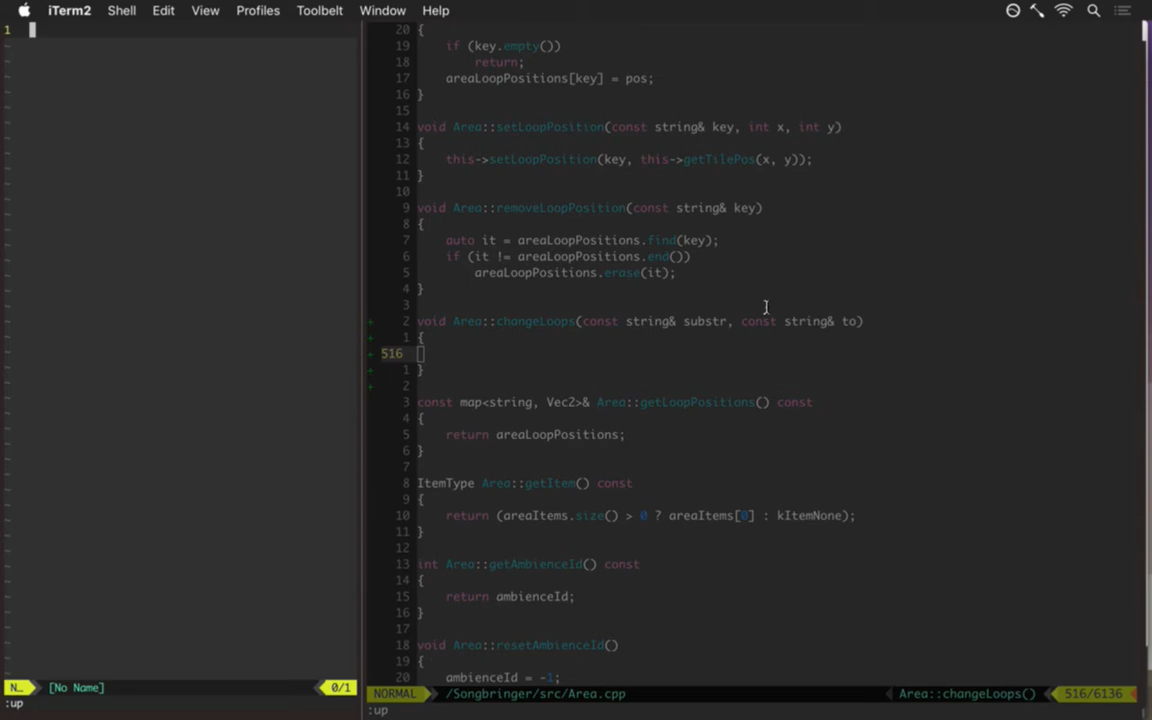 iTerm2 Shell Edit View Profiles Toolbelt Window Help
1
20 {
19 if (key.empty())
18 return;
17 areaLoopPositions[key] = pos;
16 }
15
14 void Area::setLoopPosition(const string& key, int x, int y)
13 {
12 this->setLoopPosition(key, this->getTilePos(x, y));
11 }
10
9 void Area::removeLoopPosition(const string& key)
8 {
7 auto it = areaLoopPositions.find(key);
6 if (it != areaLoopPositions.end())
5 areaLoopPositions.erase(it);
4 }
3
+ 2 void Area::changeLoops(const string& substr, const string& to)
+ 1 {
+ 516
+ 1 }
+ 2
3 const map<string, Vec2>& Area::getLoopPositions() const
4 {
5 return areaLoopPositions;
6 }
7
8 ItemType Area::getItem() const
9 {
10 return (areaItems.size() > 0 ? areaItems[0] : kItemNone);
11 }
12
13 int Area::getAmbienceId() const
14 {
15 return ambienceId;
16 }
17
18 void Area::resetAmbienceId()
19 {
20 ambienceId = -1;
N… [No Name] 0/1
NORMAL /Songbringer/src/Area.cpp Area::changeLoops() 516/6136
:up
:up